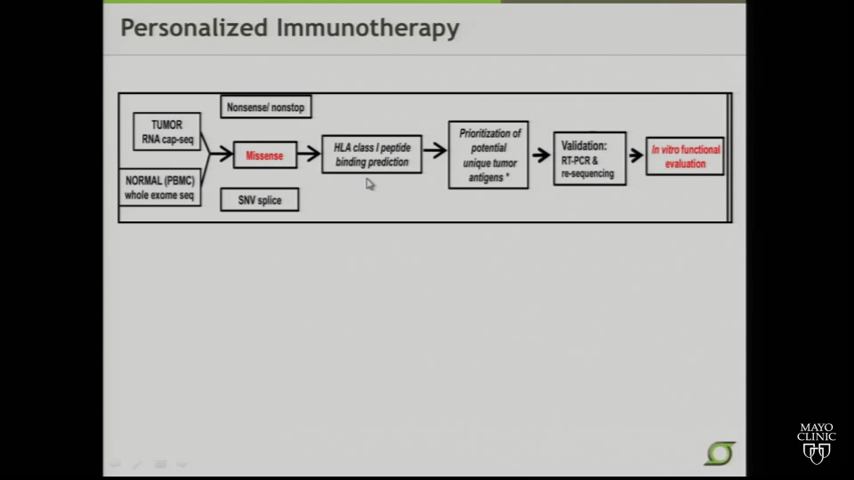 Personalized Immunotherapy
Nonsense/ nonstop
TUMOR
RNA cap-seq
Missense
NORMAL (PBMC)
whole exome seq
SNV splice
HLA class I peptide
binding prediction
Prioritization of
potential
unique tumor
antigens *
Validation:
RT-PCR &
re-sequencing
In vitro functional
evaluation
MAYO
CLINIC